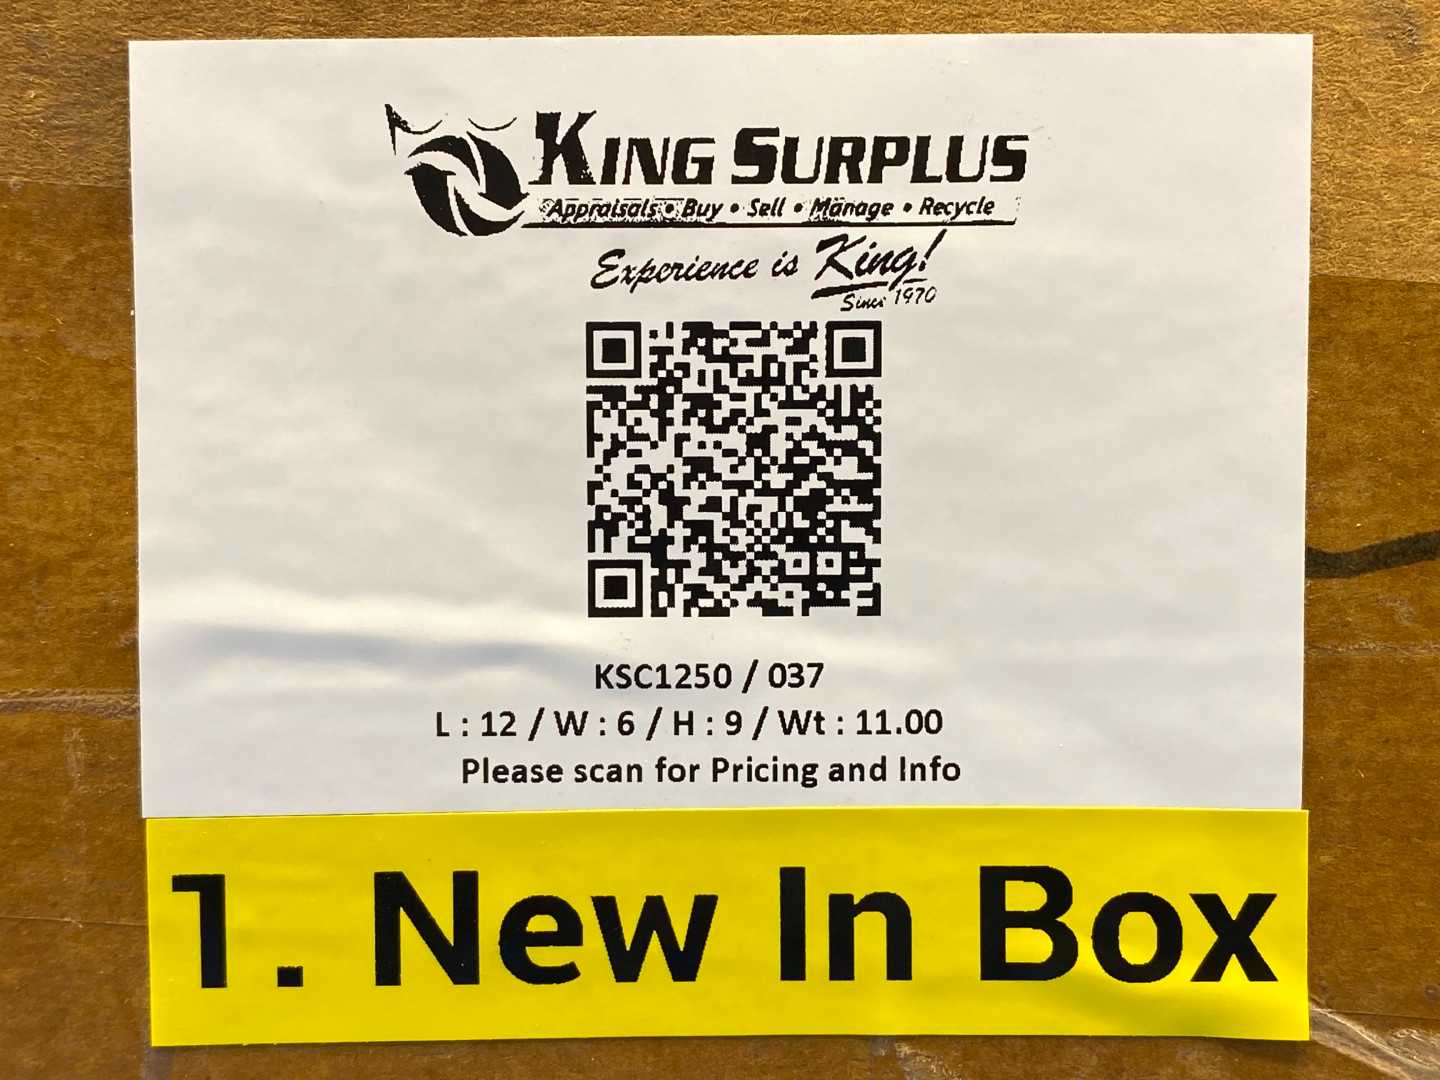 KING SURPLUS
Appraisals • Buy • Sell • Manage • Recycle
Experience is King!
Since 1970
KSC1250 / 037
L : 12 / W : 6 / H : 9 / Wt : 11.00
Please scan for Pricing and Info
1. New In Box